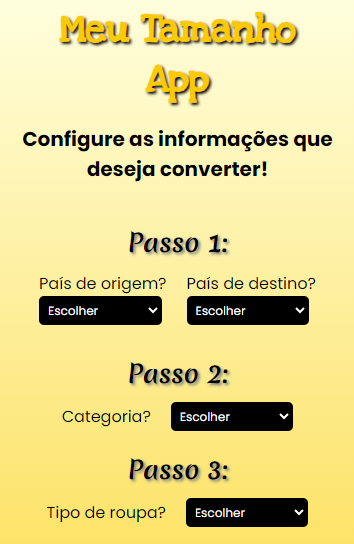 Meu Tamanho
App
Configure as informações que
deseja converter!
Passo 1:
País de origem? País de destino?
Escolher Escolher
Passo 2:
Categoria? Escolher
Passo 3:
Tipo de roupa? Escolher